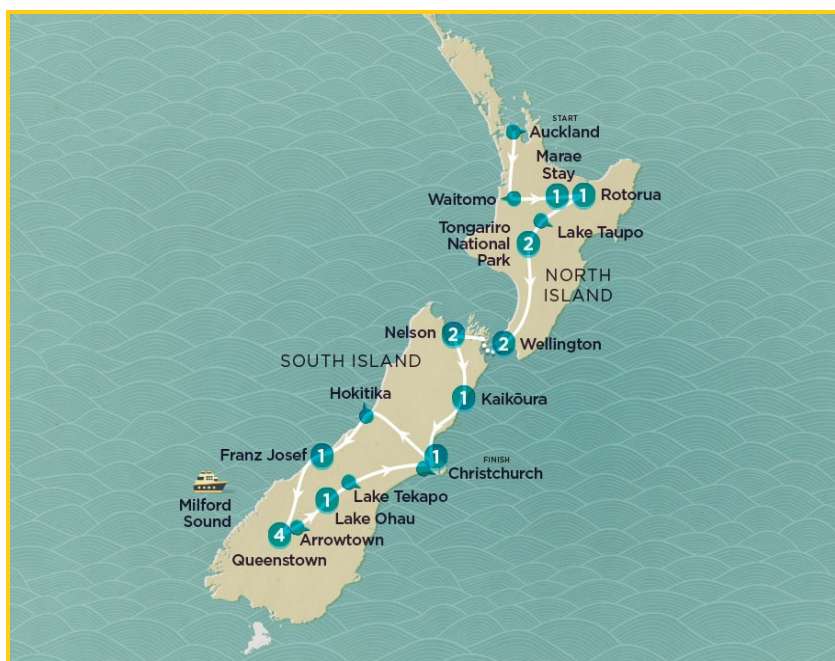 START
Auckland
Marae
Stay
Waitomo
1
1
Rotorua
Lake Taupo
Tongariro
National
Park
2
NORTH
ISLAND
Nelson
2
2
Wellington
SOUTH ISLAND
Hokitika
1
Kaikōura
Franz Josef
1
1
FINISH
Christchurch
Milford
Sound
Lake Tekapo
1
Lake Ohau
4
Arrowtown
Queenstown